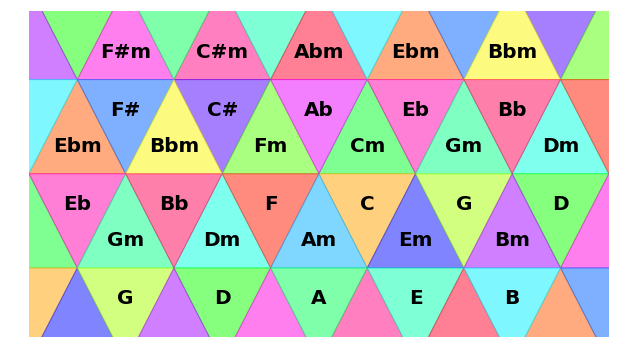 F#m C#m Abm Ebm Bbm
F# C# Ab Eb Bb
Ebm Bbm Fm Cm Gm Dm
Eb Bb F C G D
Gm Dm Am Em Bm
G D A E B